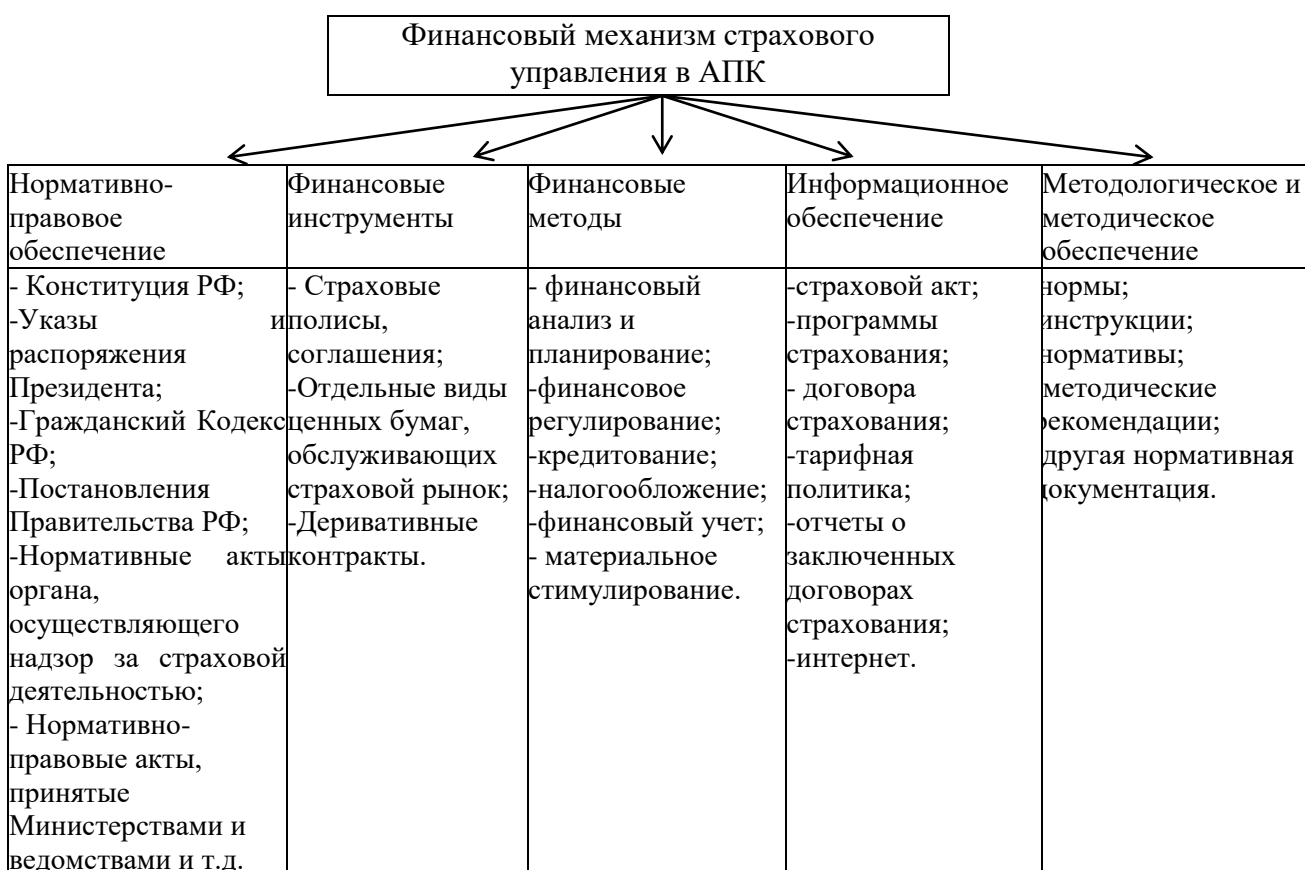 Финансовый механизм страхового
управления в АПК
Нормативно-
правовое
обеспечение
Финансовые
инструменты
Финансовые
методы
Информационное
обеспечение
Методологическое и
методическое
обеспечение
- Конституция РФ;
-Указы и
распоряжения
Президента;
-Гражданский Кодекс
РФ;
-Постановления
Правительства РФ;
-Нормативные акты
органа,
осуществляющего
надзор за страховой
деятельностью;
- Нормативно-
правовые акты,
принятые
Министерствами и
ведомствами и т.д.
- Страховые
полисы,
соглашения;
-Отдельные виды
ценных бумаг,
обслуживающих
страховой рынок;
-Деривативные
контракты.
- финансовый
анализ и
планирование;
-финансовое
регулирование;
-кредитование;
-налогообложение;
-финансовый учет;
- материальное
стимулирование.
-страховой акт;
-программы
страхования;
- договора
страхования;
-тарифная
политика;
-отчеты о
заключенных
договорах
страхования;
-интернет.
нормы;
инструкции;
нормативы;
методические
рекомендации;
другая нормативная
документация.